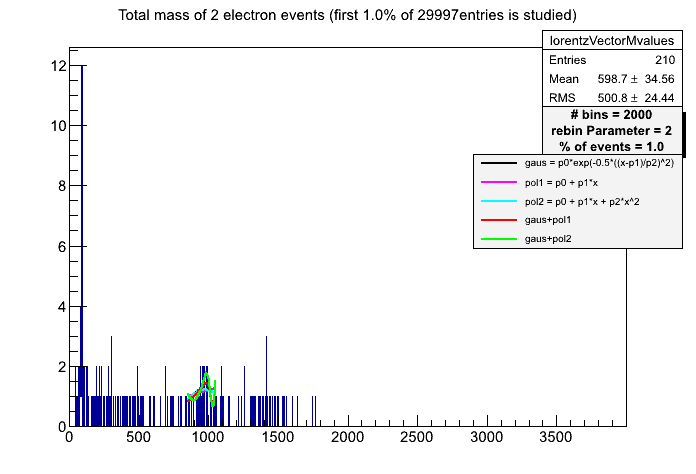 Total mass of 2 electron events (first 1.0% of 29997entries is studied)
lorentzVectorMvalues
Entries 210
Mean 598.7 ± 34.56
RMS 500.8 ± 24.44
# bins = 2000
rebin Parameter = 2
% of events = 1.0
gaus = p0*exp(-0.5*((x-p1)/p2)^2)
pol1 = p0 + p1*x
pol2 = p0 + p1*x + p2*x^2
gaus+pol1
gaus+pol2
12
10
8
6
4
2
0
0 500 1000 1500 2000 2500 3000 3500